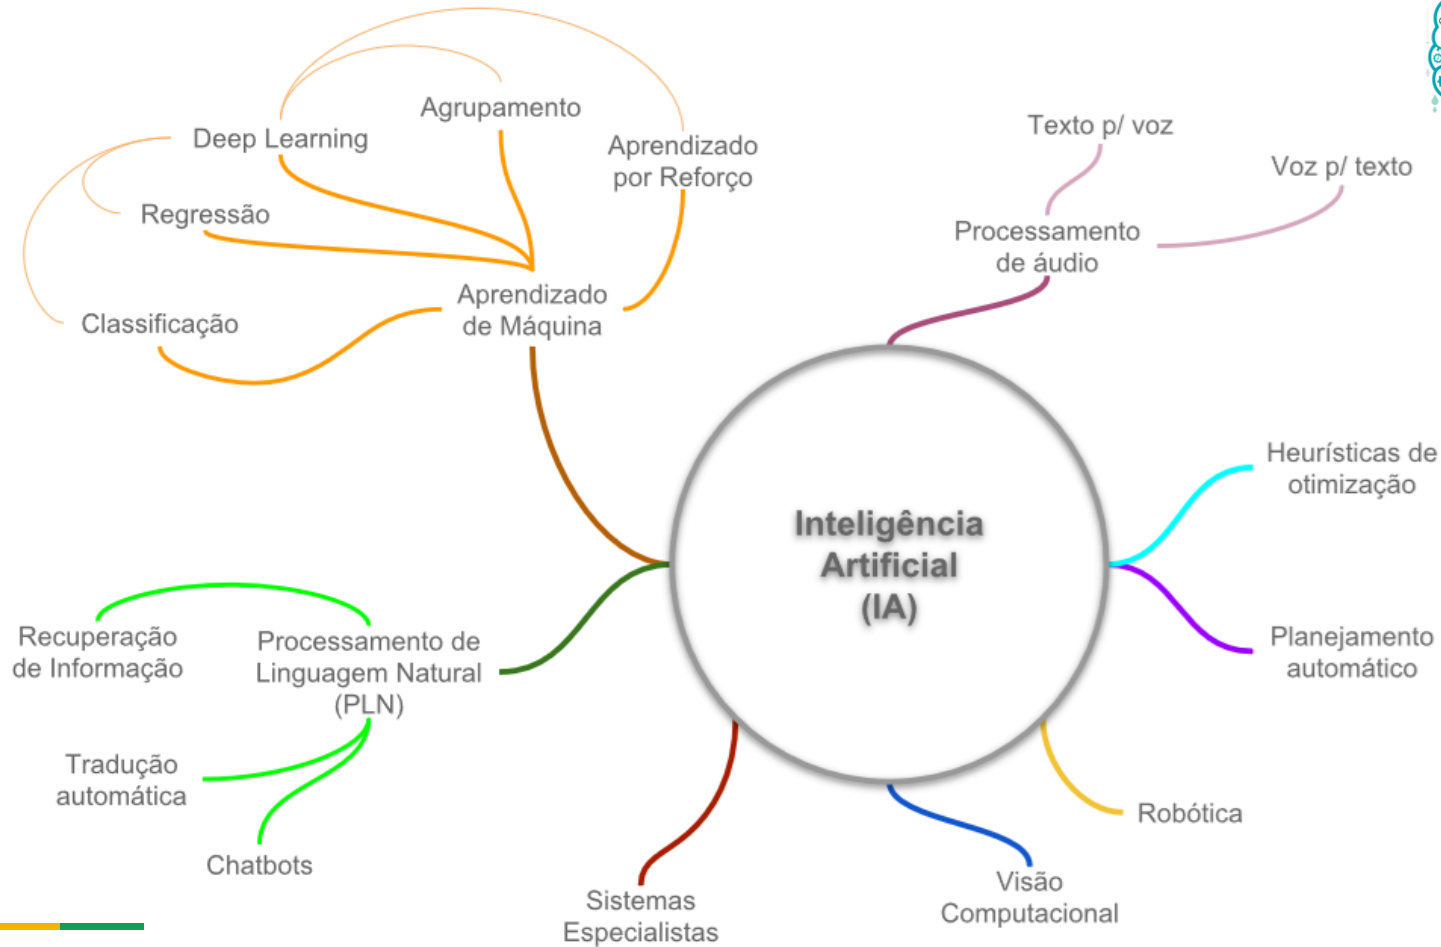 Agrupamento
Deep Learning
Aprendizado
por Reforço
Regressão
Aprendizado
de Máquina
Classificação
Texto p/ voz
Voz p/ texto
Processamento
de áudio
Inteligência
Artificial
(IA)
Heurísticas de
otimização
Planejamento
automático
Recuperação
de Informação
Processamento de
Linguagem Natural
(PLN)
Tradução
automática
Chatbots
Sistemas
Especialistas
Visão
Computacional
Robótica